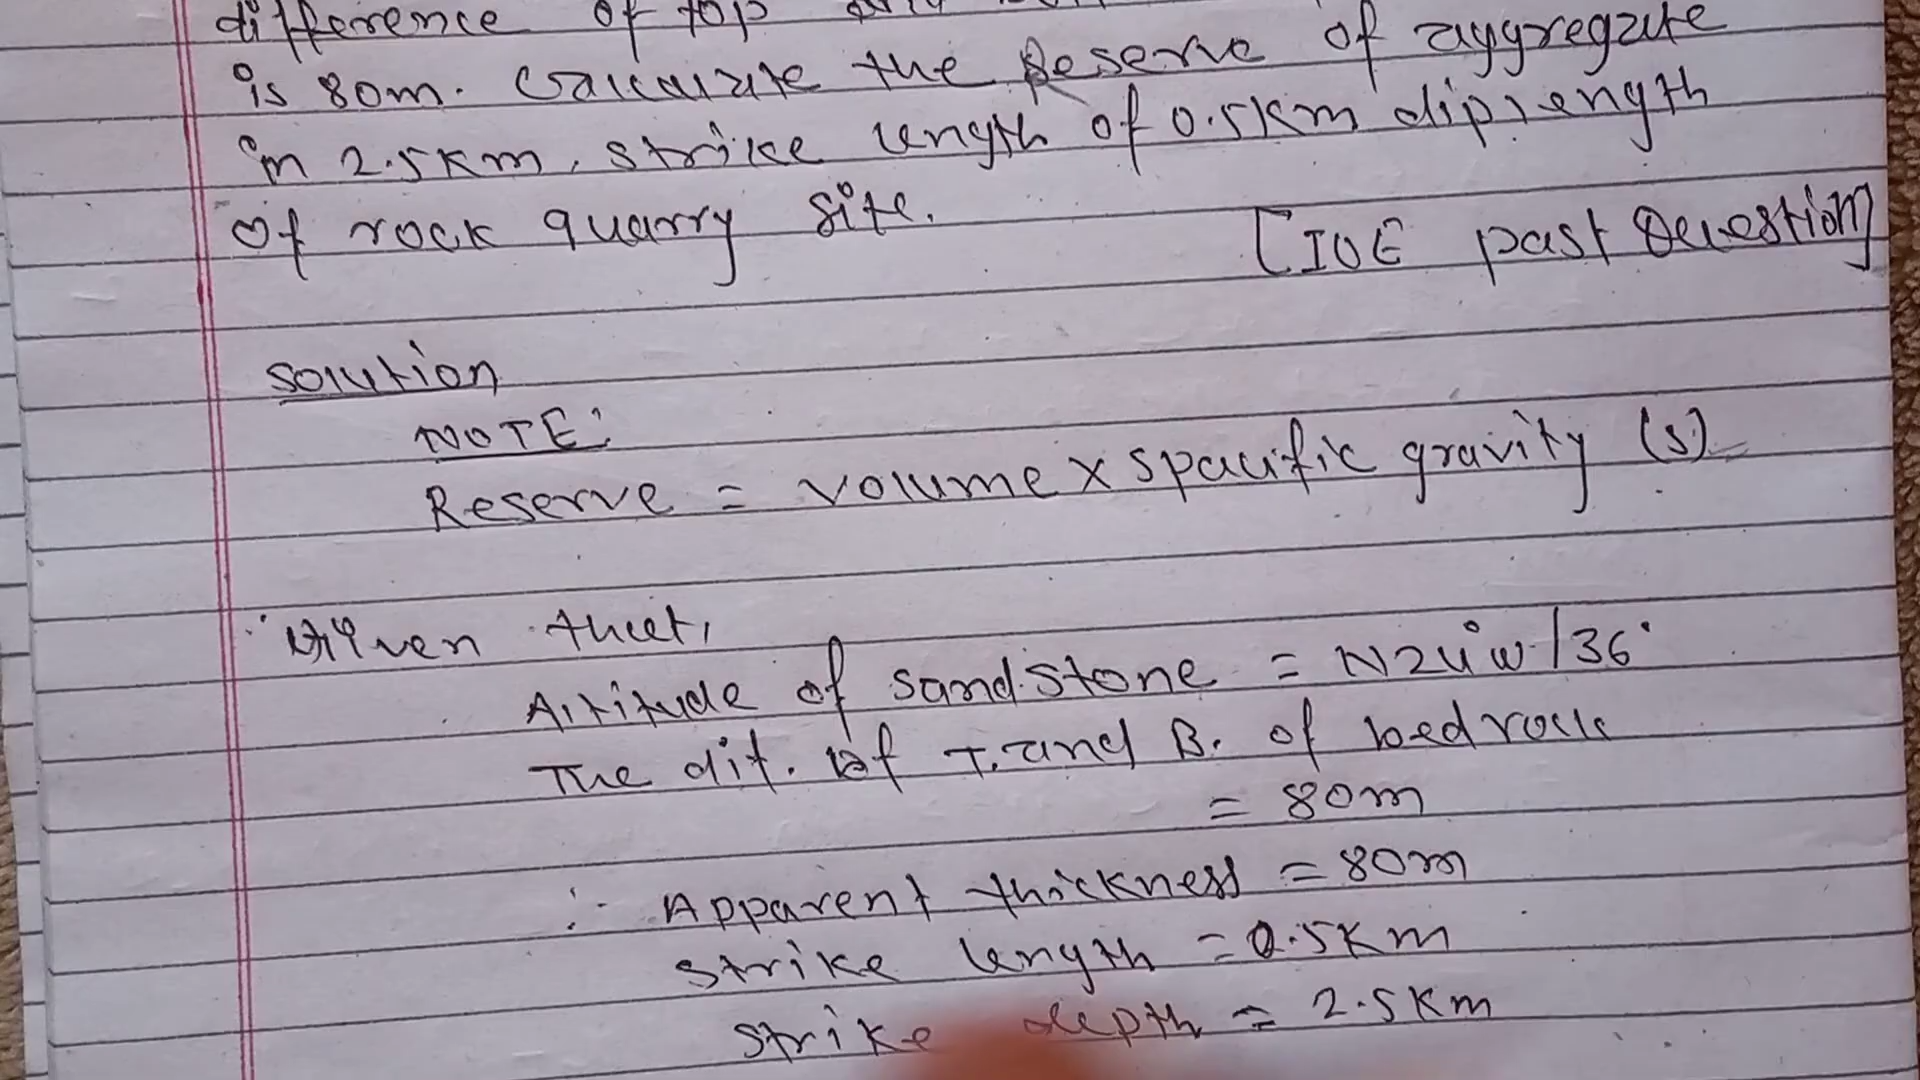 difference of top
is 80m. Calculate the Reserve of aggregate
in 2.5km, strike length of 0.5km dip length
of rock quarry site.
[IOE past Question]
Solution
NOTE:
Reserve = volume x spacific gravity (s)
Given that,
Altitude of sandstone = N24°W/36°
The dif. of T. and B. of bedrock
= 80m
∴ Apparent thickness = 80m
strike length = 0.5km
strike depth = 2.5km